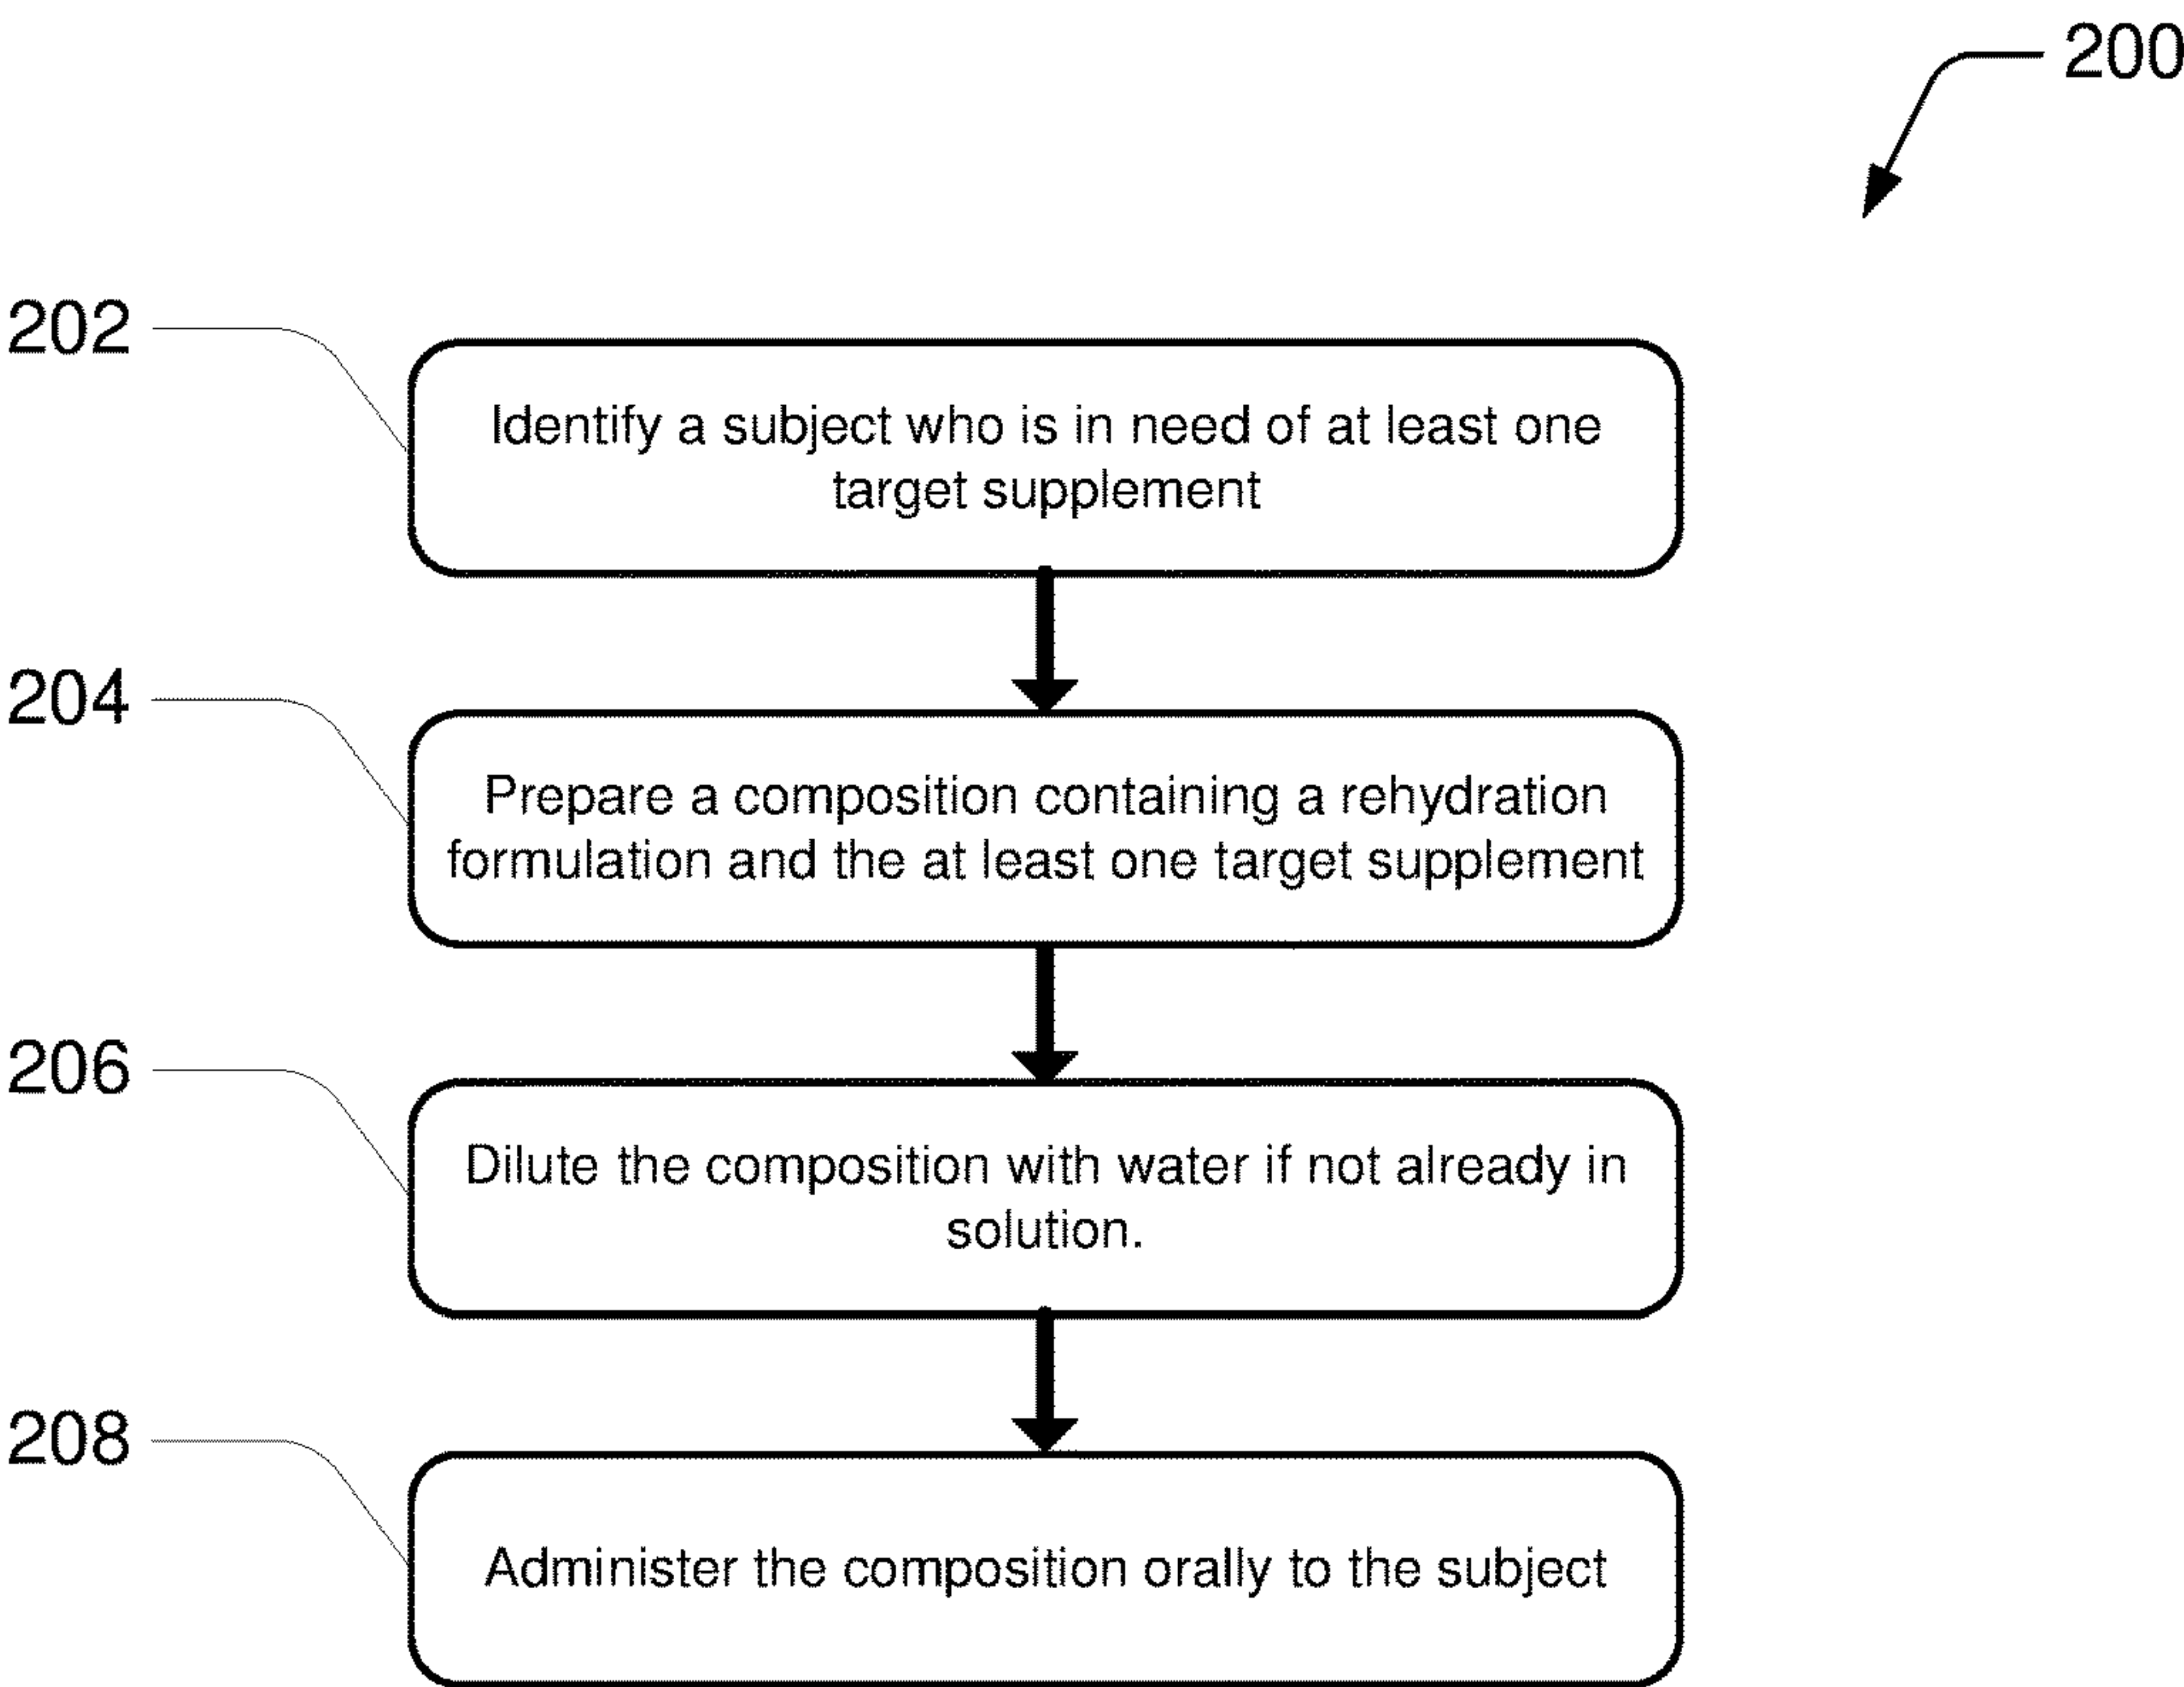 200
202
Identify a subject who is in need of at least one
target supplement
204
Prepare a composition containing a rehydration
formulation and the at least one target supplement
206
Dilute the composition with water if not already in
solution.
208
Administer the composition orally to the subject